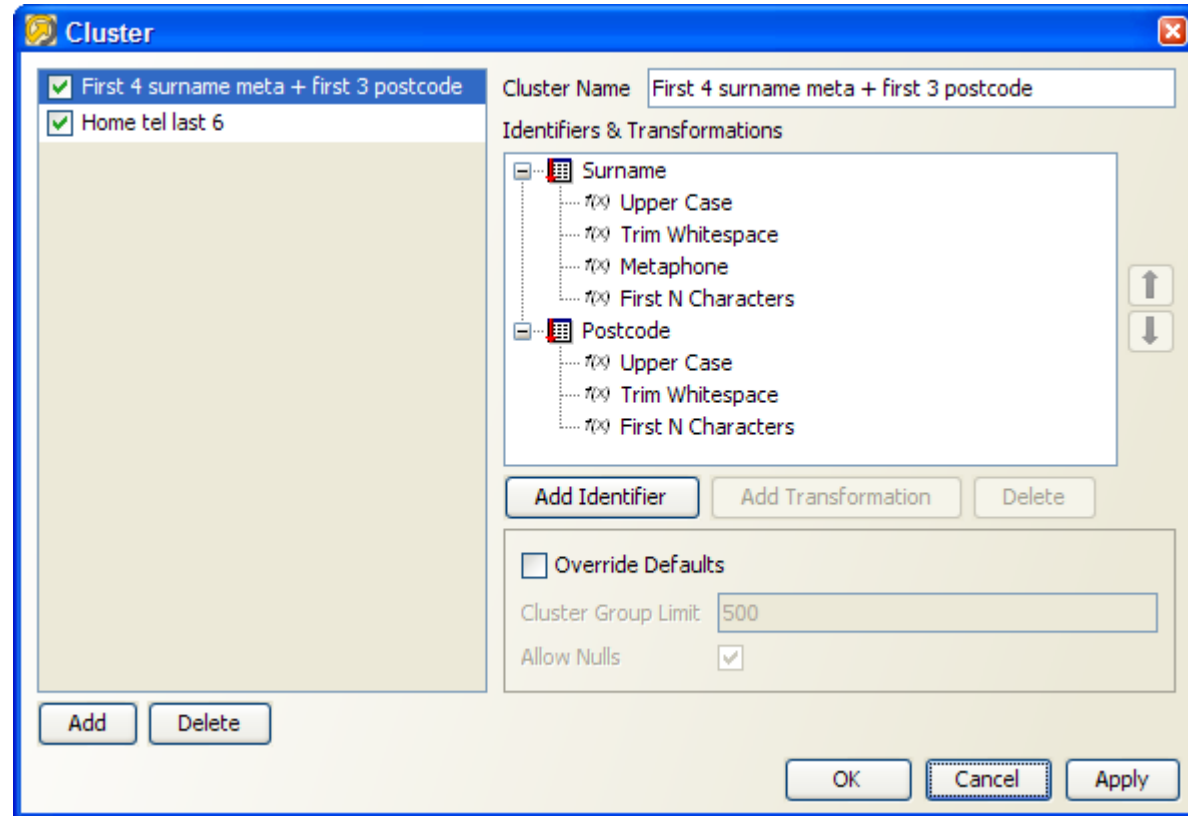 Cluster
First 4 surname meta + first 3 postcode
Home tel last 6
Cluster Name First 4 surname meta + first 3 postcode
Identifiers & Transformations
Surname
f(x) Upper Case
f(x) Trim Whitespace
f(x) Metaphone
f(x) First N Characters
Postcode
f(x) Upper Case
f(x) Trim Whitespace
f(x) First N Characters
Add Identifier Add Transformation Delete
Override Defaults
Cluster Group Limit 500
Allow Nulls
Add Delete
OK Cancel Apply